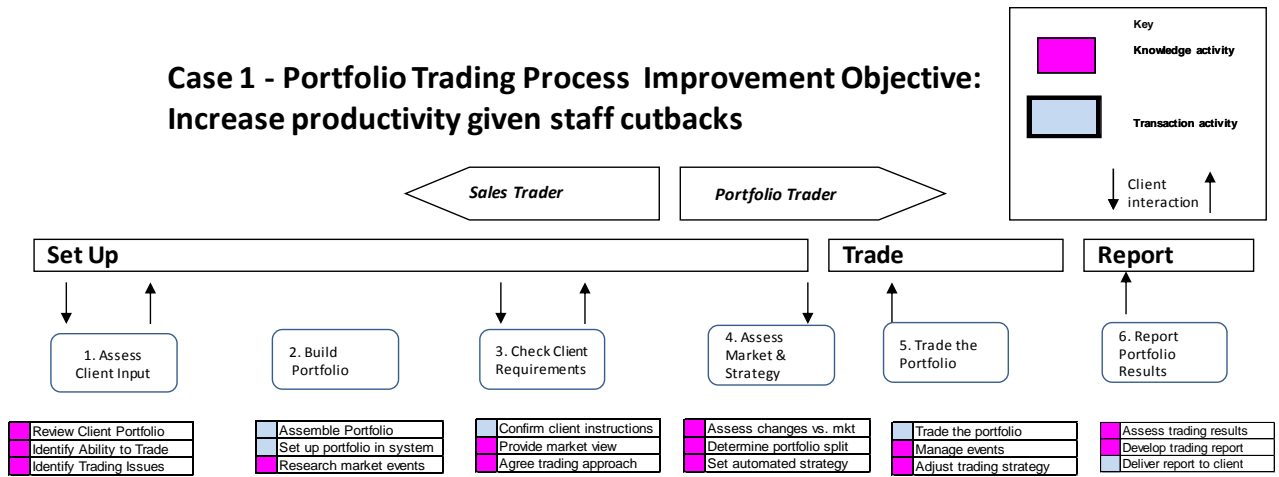 Case 1 - Portfolio Trading Process Improvement Objective:
Increase productivity given staff cutbacks
Key
Knowledge activity
Transaction activity
Client
interaction
Sales Trader
Portfolio Trader
Set Up
Trade
Report
1. Assess
Client Input
2. Build
Portfolio
3. Check Client
Requirements
4. Assess
Market &
Strategy
5. Trade the
Portfolio
6. Report
Portfolio
Results
Review Client Portfolio
Identify Ability to Trade
Identify Trading Issues
Assemble Portfolio
Set up portfolio in system
Research market events
Confirm client instructions
Provide market view
Agree trading approach
Assess changes vs. mkt
Determine portfolio split
Set automated strategy
Trade the portfolio
Manage events
Adjust trading strategy
Assess trading results
Develop trading report
Deliver report to client